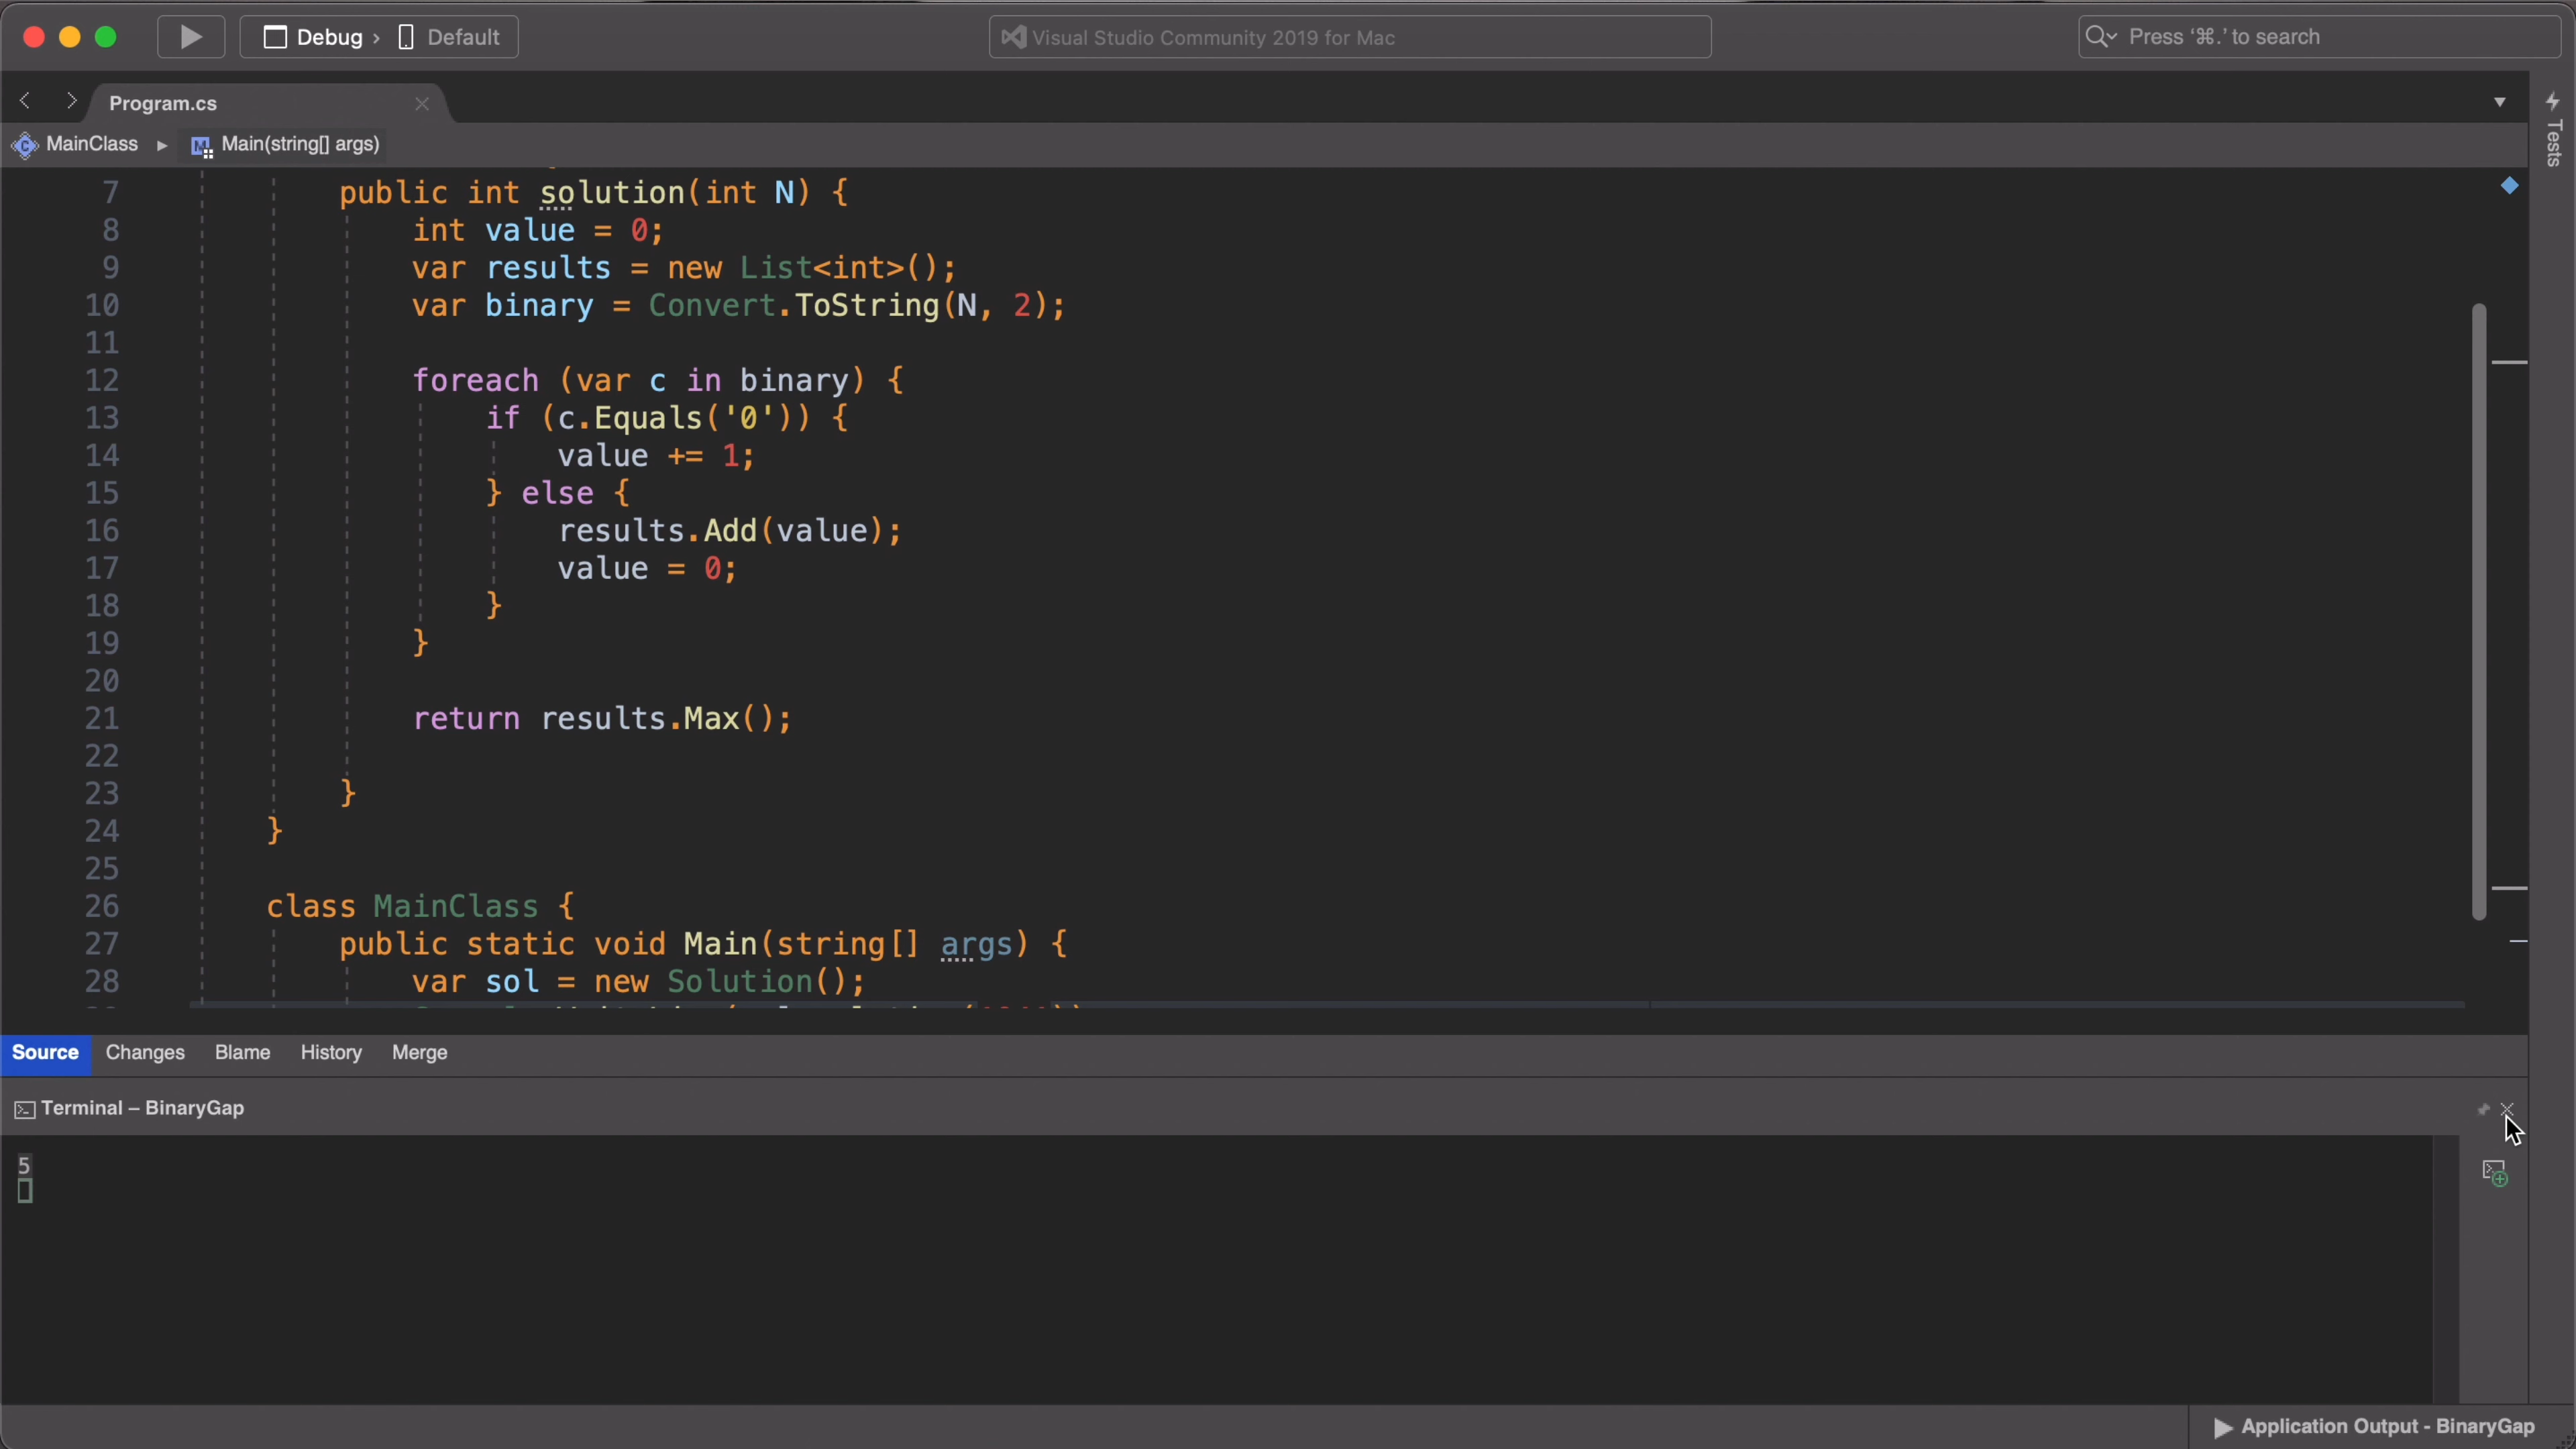 Debug › Default
Visual Studio Community 2019 for Mac
Press ‘⌘.’ to search
Program.cs
MainClass ▸ Main(string[] args)
Tests
7 public int solution(int N) {
8 int value = 0;
9 var results = new List<int>();
10 var binary = Convert.ToString(N, 2);
11
12 foreach (var c in binary) {
13 if (c.Equals('0')) {
14 value += 1;
15 } else {
16 results.Add(value);
17 value = 0;
18 }
19 }
20
21 return results.Max();
22
23 }
24 }
25
26 class MainClass {
27 public static void Main(string[] args) {
28 var sol = new Solution();
Source Changes Blame History Merge
Terminal – BinaryGap
5
Application Output - BinaryGap